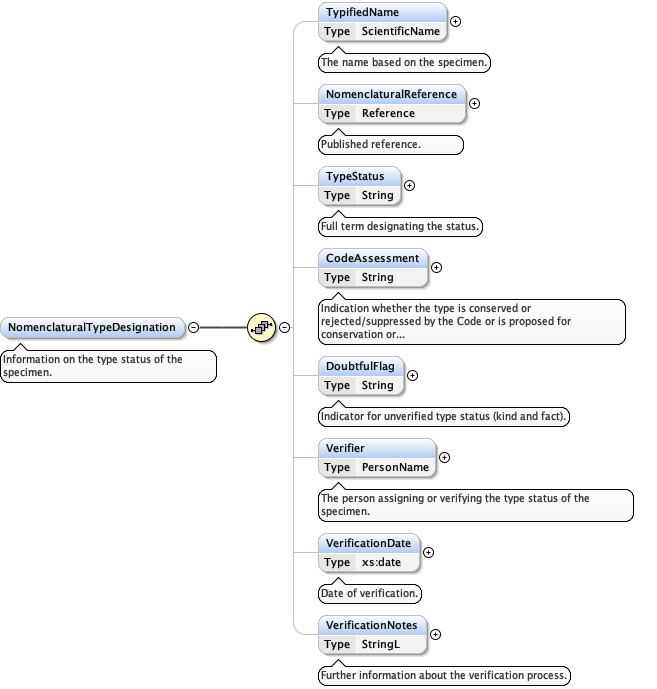 TypifiedName
Type ScientificName
The name based on the specimen.
NomenclaturalReference
Type Reference
Published reference.
TypeStatus
Type String
Full term designating the status.
CodeAssessment
Type String
Indication whether the type is conserved or
rejected/suppressed by the Code or is proposed for
conservation or...
NomenclaturalTypeDesignation
Information on the type status of the
specimen.
DoubtfulFlag
Type String
Indicator for unverified type status (kind and fact).
Verifier
Type PersonName
The person assigning or verifying the type status of the
specimen.
VerificationDate
Type xs:date
Date of verification.
VerificationNotes
Type StringL
Further information about the verification process.